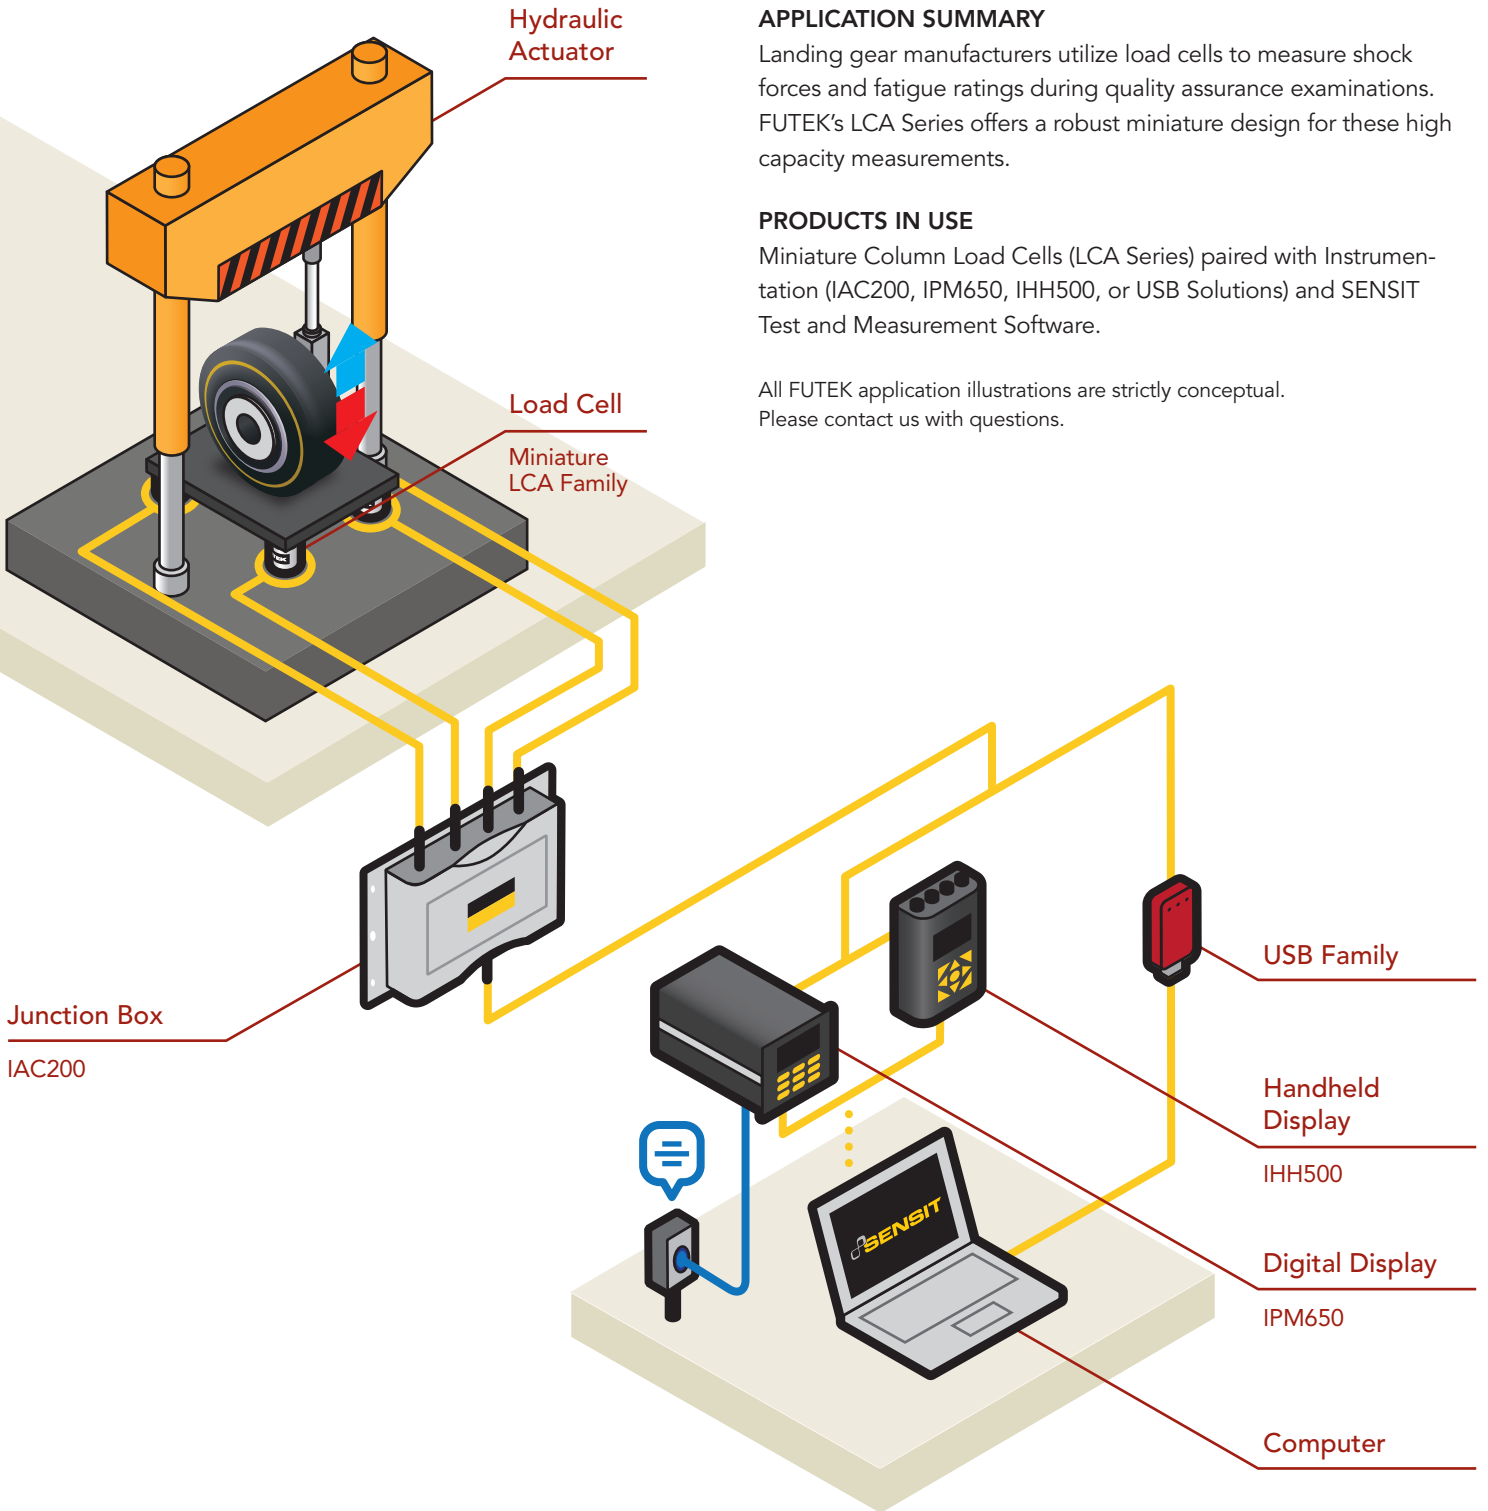 Hydraulic
Actuator
APPLICATION SUMMARY
Landing gear manufacturers utilize load cells to measure shock
forces and fatigue ratings during quality assurance examinations.
FUTEK’s LCA Series offers a robust miniature design for these high
capacity measurements.
PRODUCTS IN USE
Miniature Column Load Cells (LCA Series) paired with Instrumen-
tation (IAC200, IPM650, IHH500, or USB Solutions) and SENSIT
Test and Measurement Software.
All FUTEK application illustrations are strictly conceptual.
Please contact us with questions.
Load Cell
Miniature
LCA Family
Junction Box
IAC200
USB Family
Handheld
Display
IHH500
Digital Display
IPM650
SENSIT
Computer